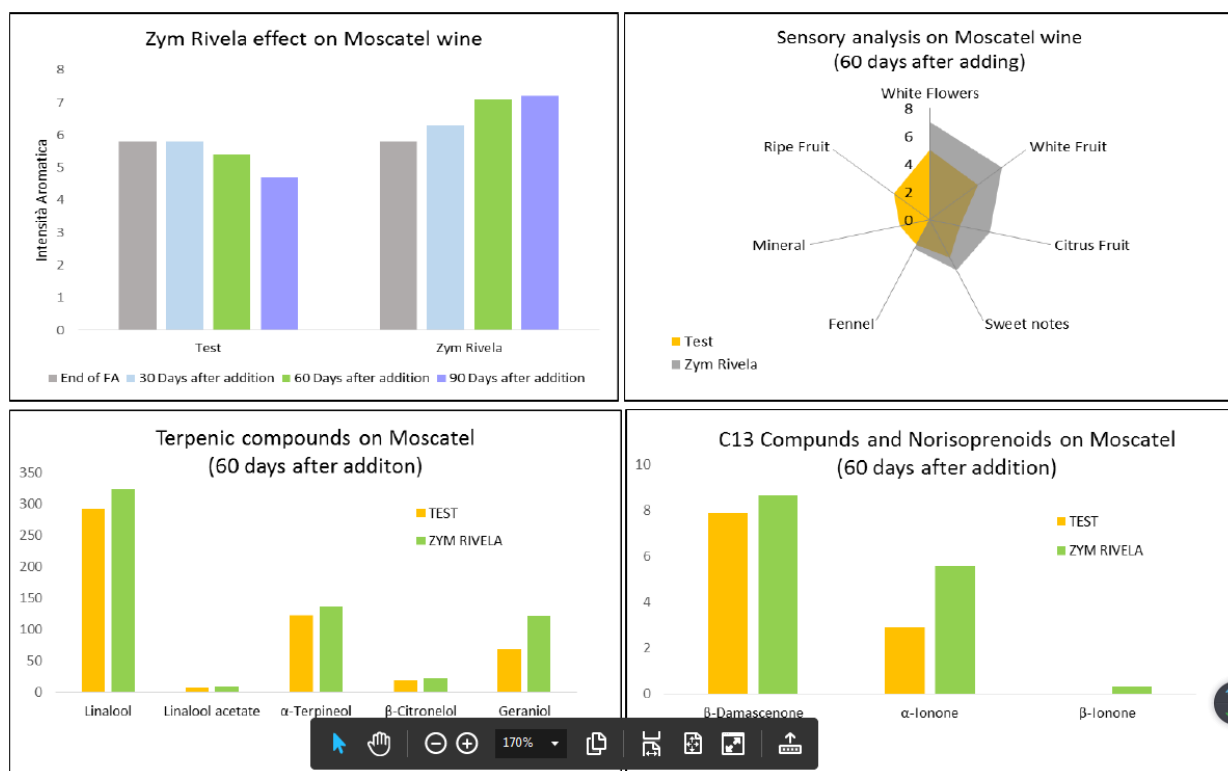 Zym Rivela effect on Moscatel wine
8
7
6
5
4
3
2
1
0
Intensità Aromatica
Test
Zym Rivela
End of FA
30 Days after addition
60 Days after addition
90 Days after addition
Sensory analysis on Moscatel wine
(60 days after adding)
White Flowers
8
6
4
2
0
White Fruit
Citrus Fruit
Sweet notes
Fennel
Mineral
Ripe Fruit
Test
Zym Rivela
Terpenic compounds on Moscatel
(60 days after additon)
350
300
250
200
150
100
50
0
TEST
ZYM RIVELA
Linalool
Linalool acetate
α-Terpineol
β-Citronelol
Geraniol
C13 Compunds and Norisoprenoids on Moscatel
(60 days after addition)
10
8
6
4
2
0
TEST
ZYM RIVELA
β-Damascenone
α-Ionone
β-Ionone
170%